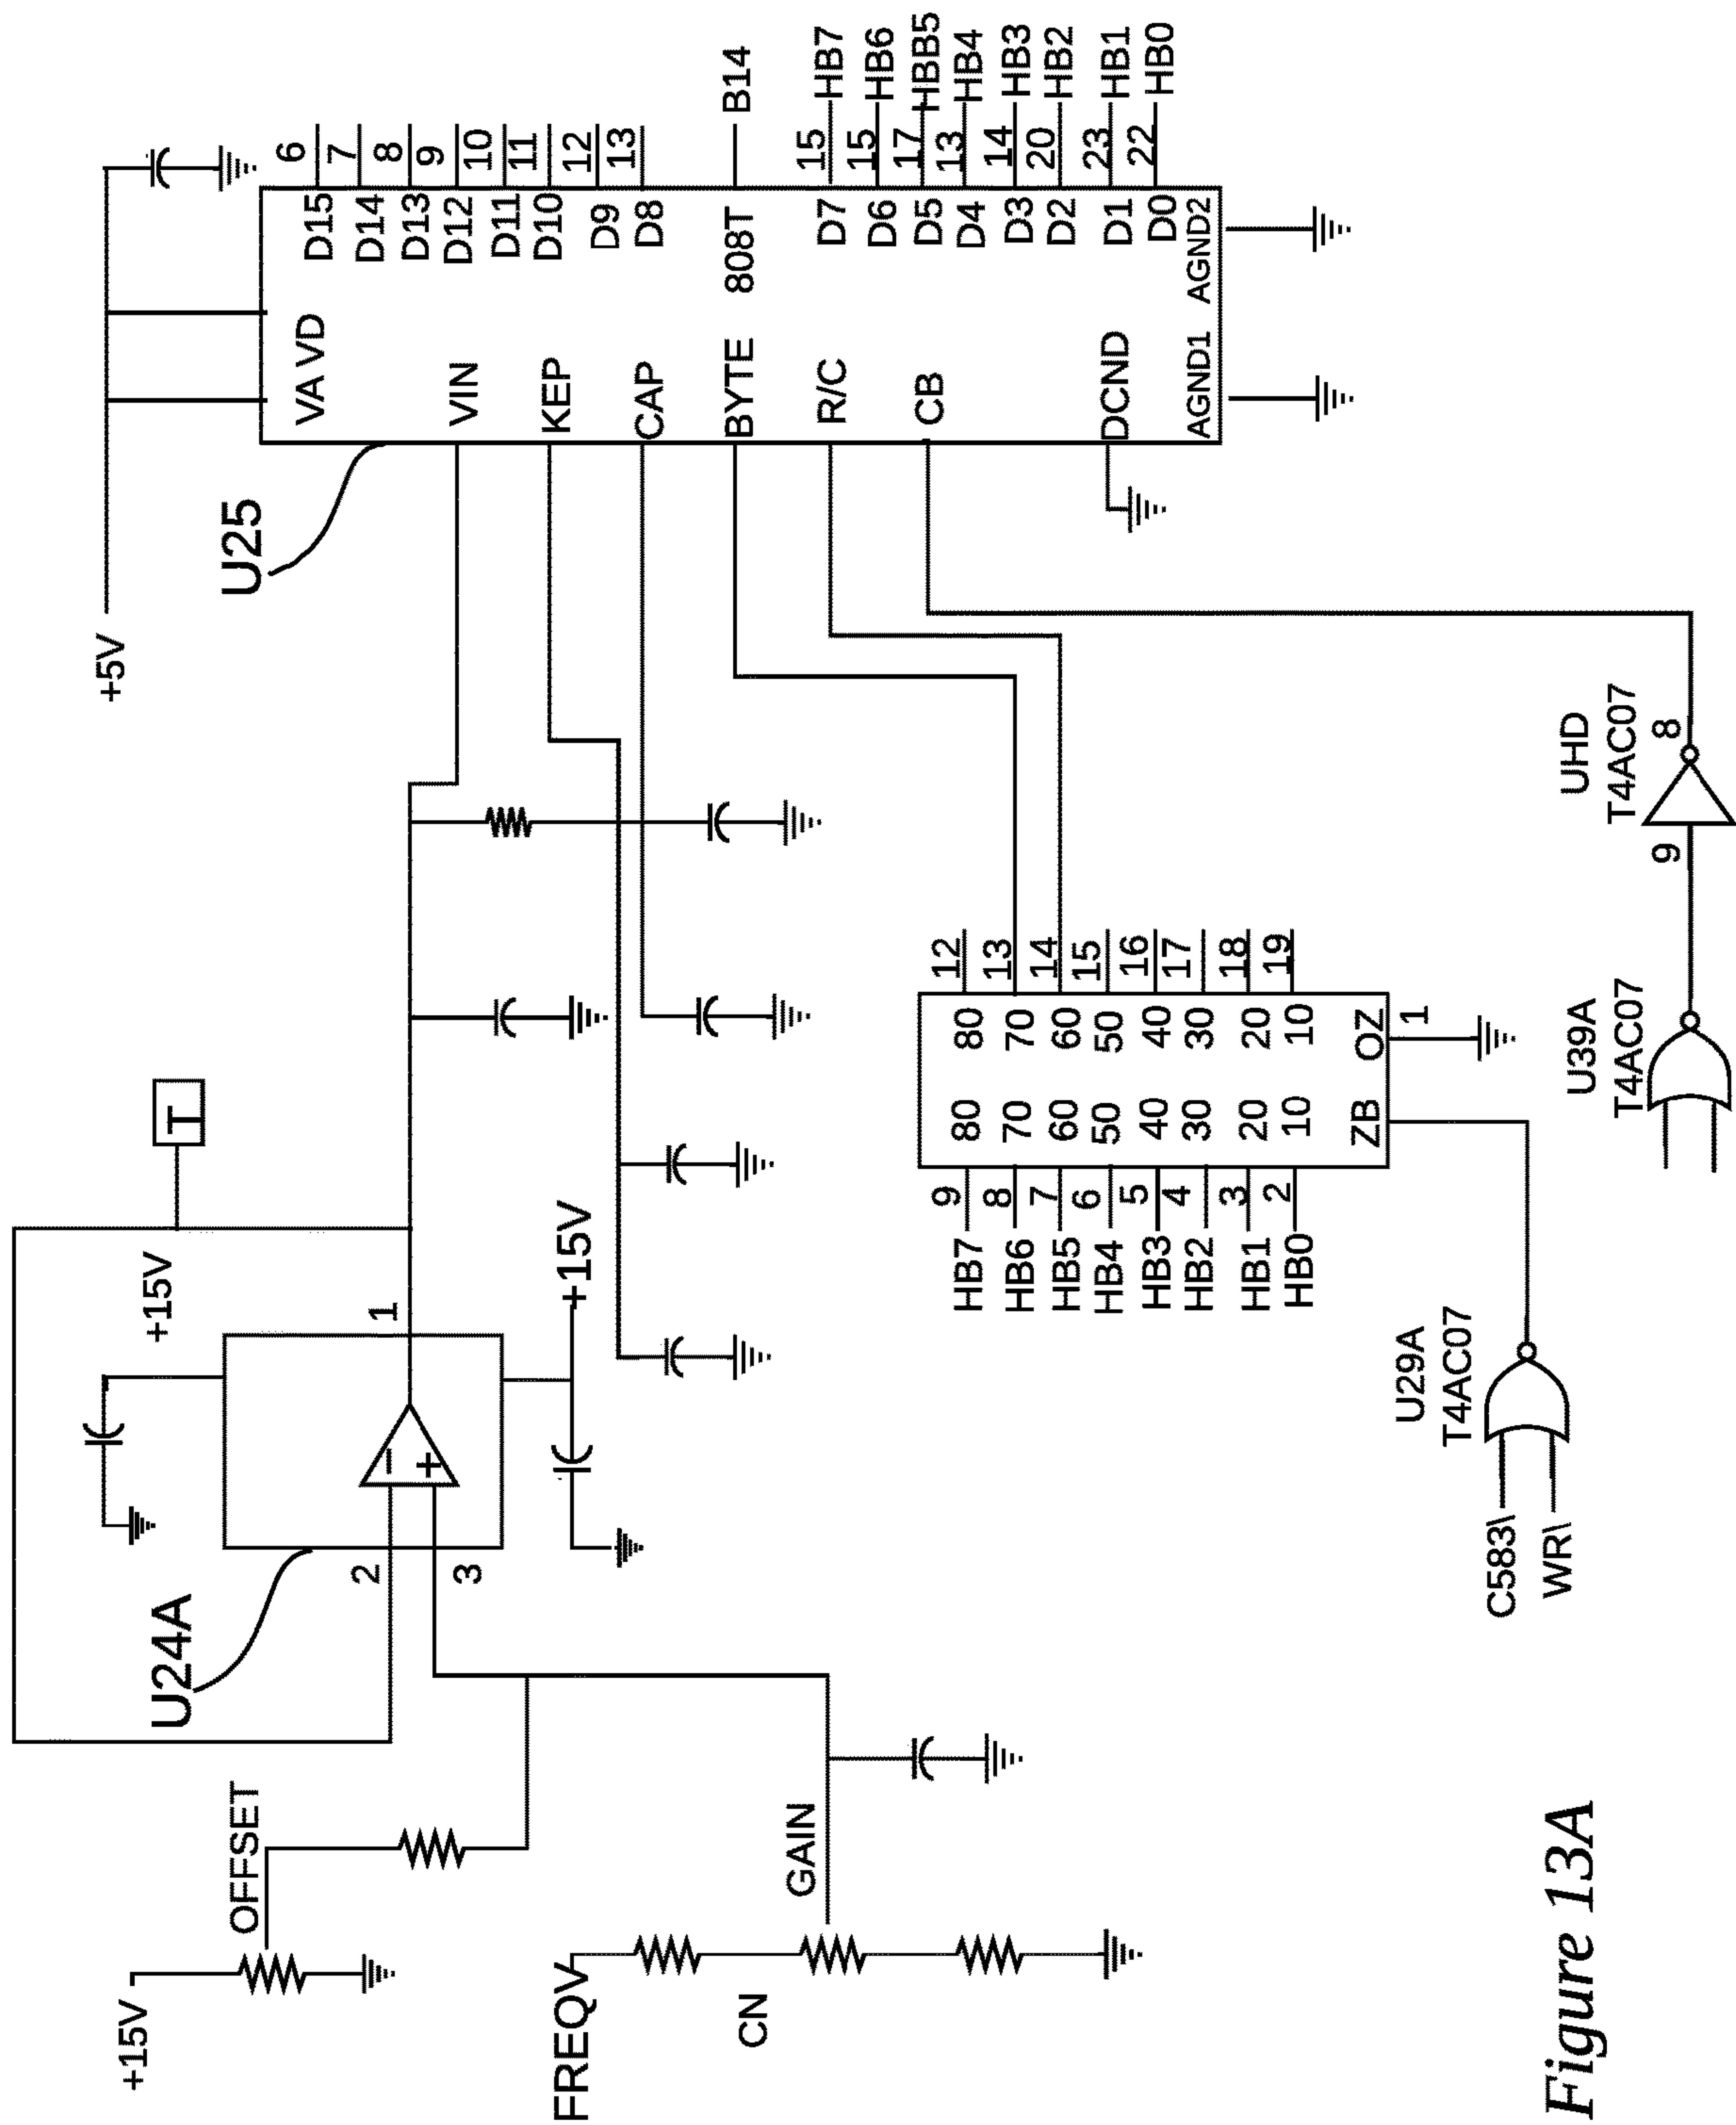 +15V
OFFSET
FREQV
CN
GAIN
U24A
2
3
1
+15V
+15V
T
+5V
U25
VA VD
VIN
KEP
CAP
BYTE
R/C
CB
DCND
AGND1
AGND2
D15 6
D14 7
D13 8
D12 9
D11 10
D10 11
D9 12
D8 13
808T B14
D7 15 HB7
D6 15 HB6
D5 17 HBB5
D4 13 HB4
D3 14 HB3
D2 20 HB2
D1 23 HB1
D0 22 HB0
HB7 9 80 80 12
HB6 8 70 70 13
HB5 7 60 60 14
HB4 6 50 50 15
HB3 5 40 40 16
HB2 4 30 30 17
HB1 3 20 20 18
HB0 2 10 10 19
ZB OZ
1
U29A
T4AC07
C583\
WR\
U39A
T4AC07
9
UHD
T4AC07
8
Figure 13A